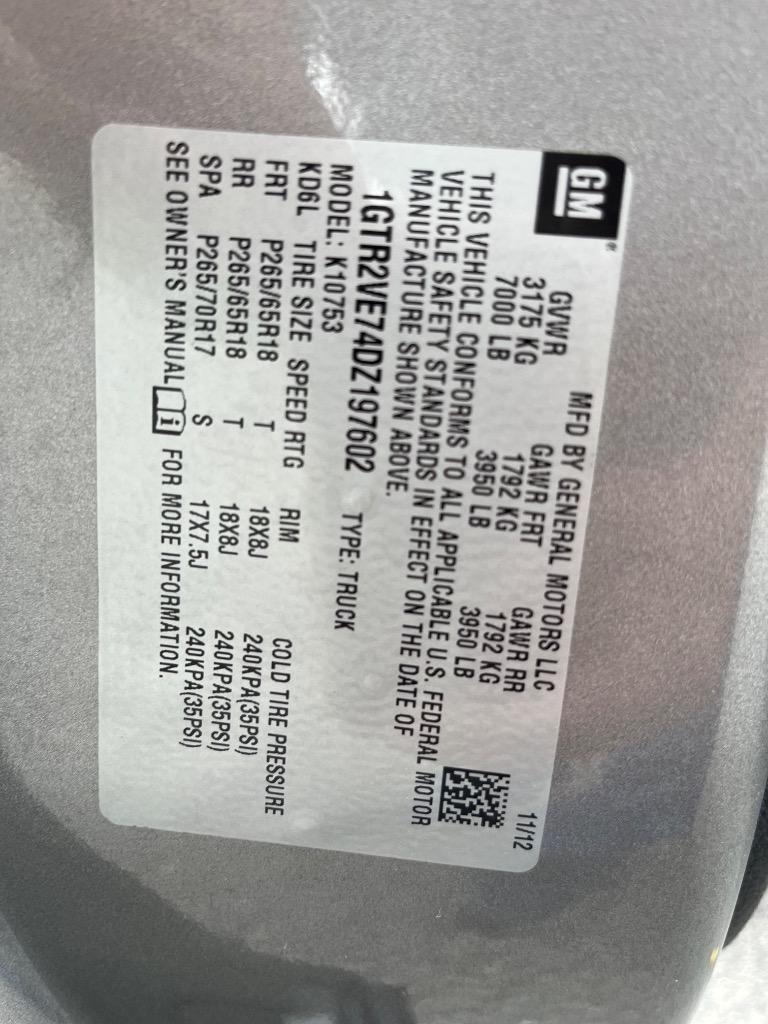 GM®
MFD BY GENERAL MOTORS LLC 11/12
GVWR GAWR FRT GAWR RR
3175 KG 1792 KG 1792 KG
7000 LB 3950 LB 3950 LB
THIS VEHICLE CONFORMS TO ALL APPLICABLE U.S. FEDERAL MOTOR
VEHICLE SAFETY STANDARDS IN EFFECT ON THE DATE OF
MANUFACTURE SHOWN ABOVE.
1GTR2VE74DZ197602 TYPE: TRUCK
MODEL: K10753
KD6L TIRE SIZE SPEED RTG RIM COLD TIRE PRESSURE
FRT P265/65R18 T 18X8J 240KPA(35PSI)
RR P265/65R18 T 18X8J 240KPA(35PSI)
SPA P265/70R17 S 17X7.5J 240KPA(35PSI)
SEE OWNER'S MANUAL i FOR MORE INFORMATION.